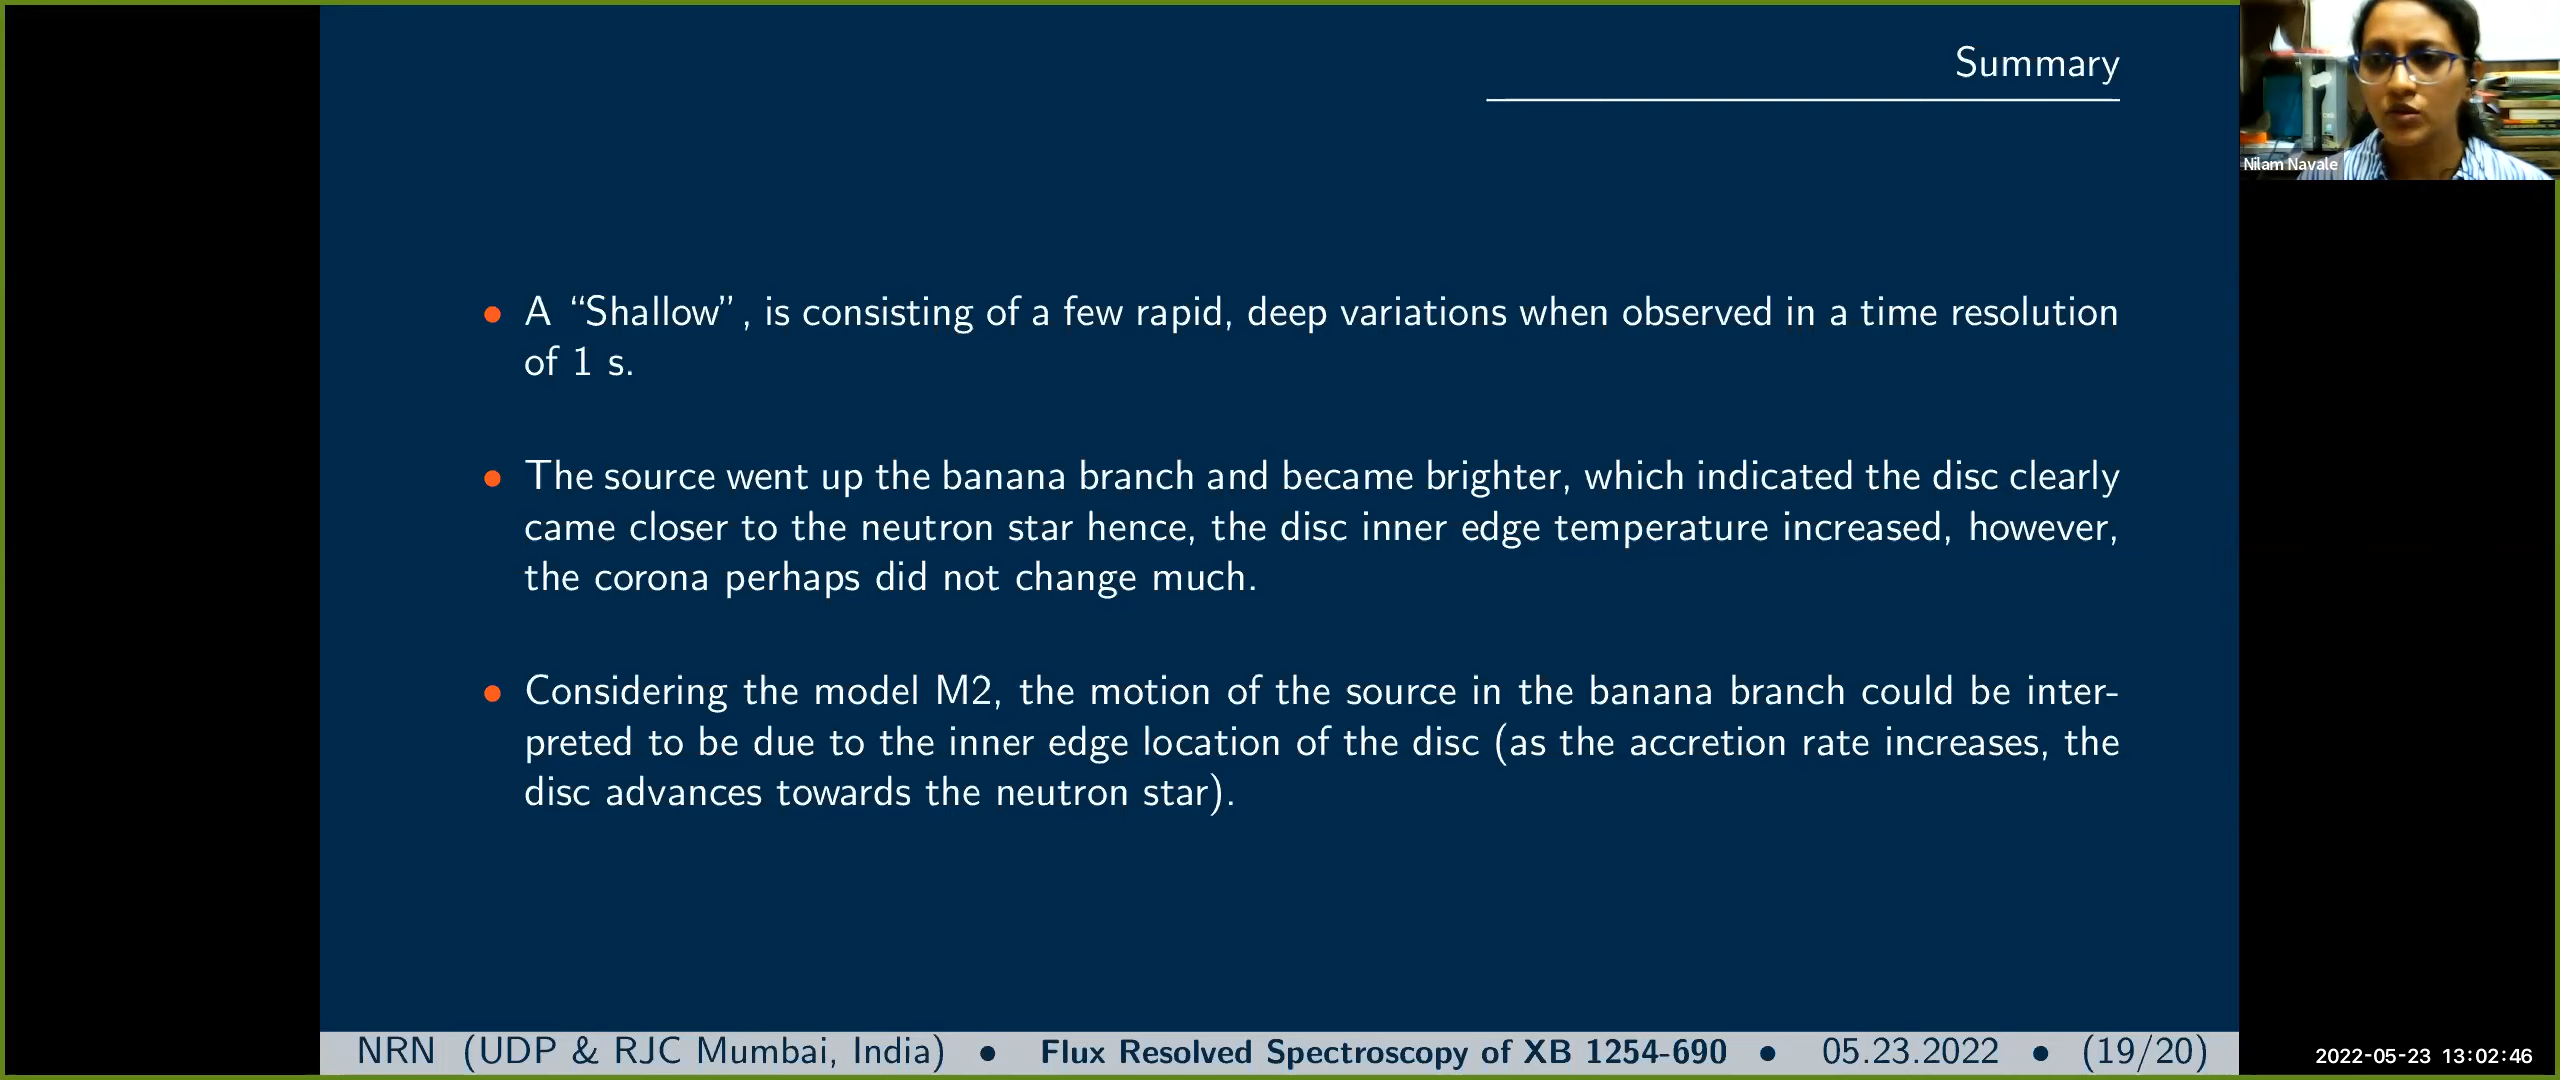 Summary
Nilam Navale
• A “Shallow”, is consisting of a few rapid, deep variations when observed in a time resolution
of 1 s.
• The source went up the banana branch and became brighter, which indicated the disc clearly
came closer to the neutron star hence, the disc inner edge temperature increased, however,
the corona perhaps did not change much.
• Considering the model M2, the motion of the source in the banana branch could be inter-
preted to be due to the inner edge location of the disc (as the accretion rate increases, the
disc advances towards the neutron star).
NRN (UDP & RJC Mumbai, India) • Flux Resolved Spectroscopy of XB 1254-690 • 05.23.2022 • (19/20)
2022-05-23 13:02:46